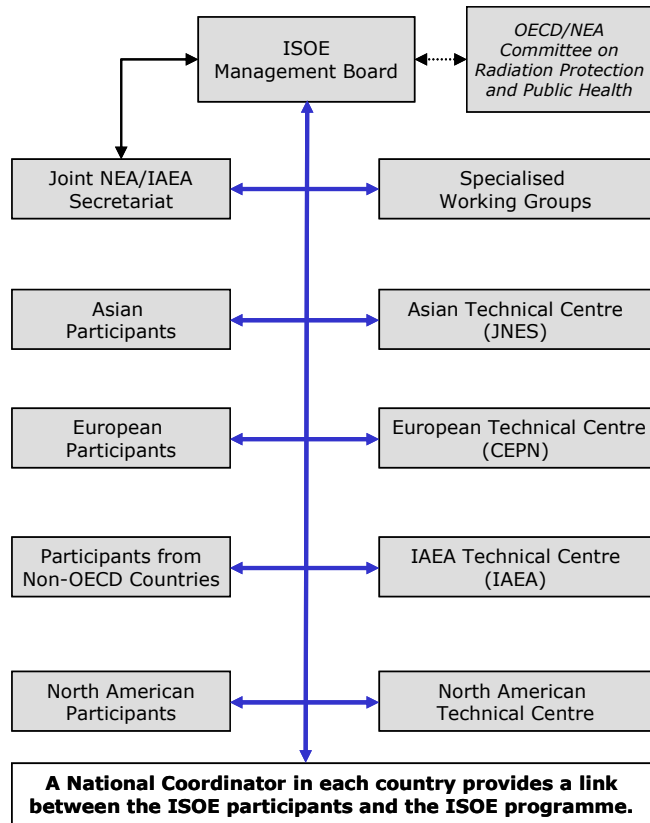 ISOE
Management Board
OECD/NEA
Committee on
Radiation Protection
and Public Health
Joint NEA/IAEA
Secretariat
Specialised
Working Groups
Asian
Participants
Asian Technical Centre
(JNES)
European
Participants
European Technical Centre
(CEPN)
Participants from
Non-OECD Countries
IAEA Technical Centre
(IAEA)
North American
Participants
North American
Technical Centre
A National Coordinator in each country provides a link
between the ISOE participants and the ISOE programme.